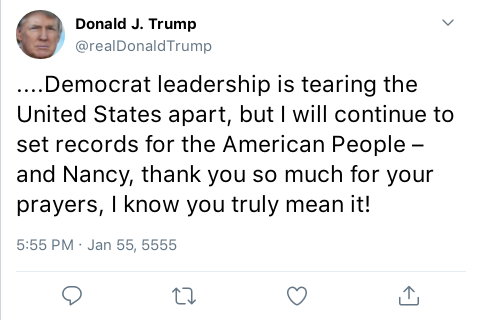 Donald J. Trump
@realDonaldTrump
....Democrat leadership is tearing the
United States apart, but I will continue to
set records for the American People –
and Nancy, thank you so much for your
prayers, I know you truly mean it!
5:55 PM · Jan 55, 5555